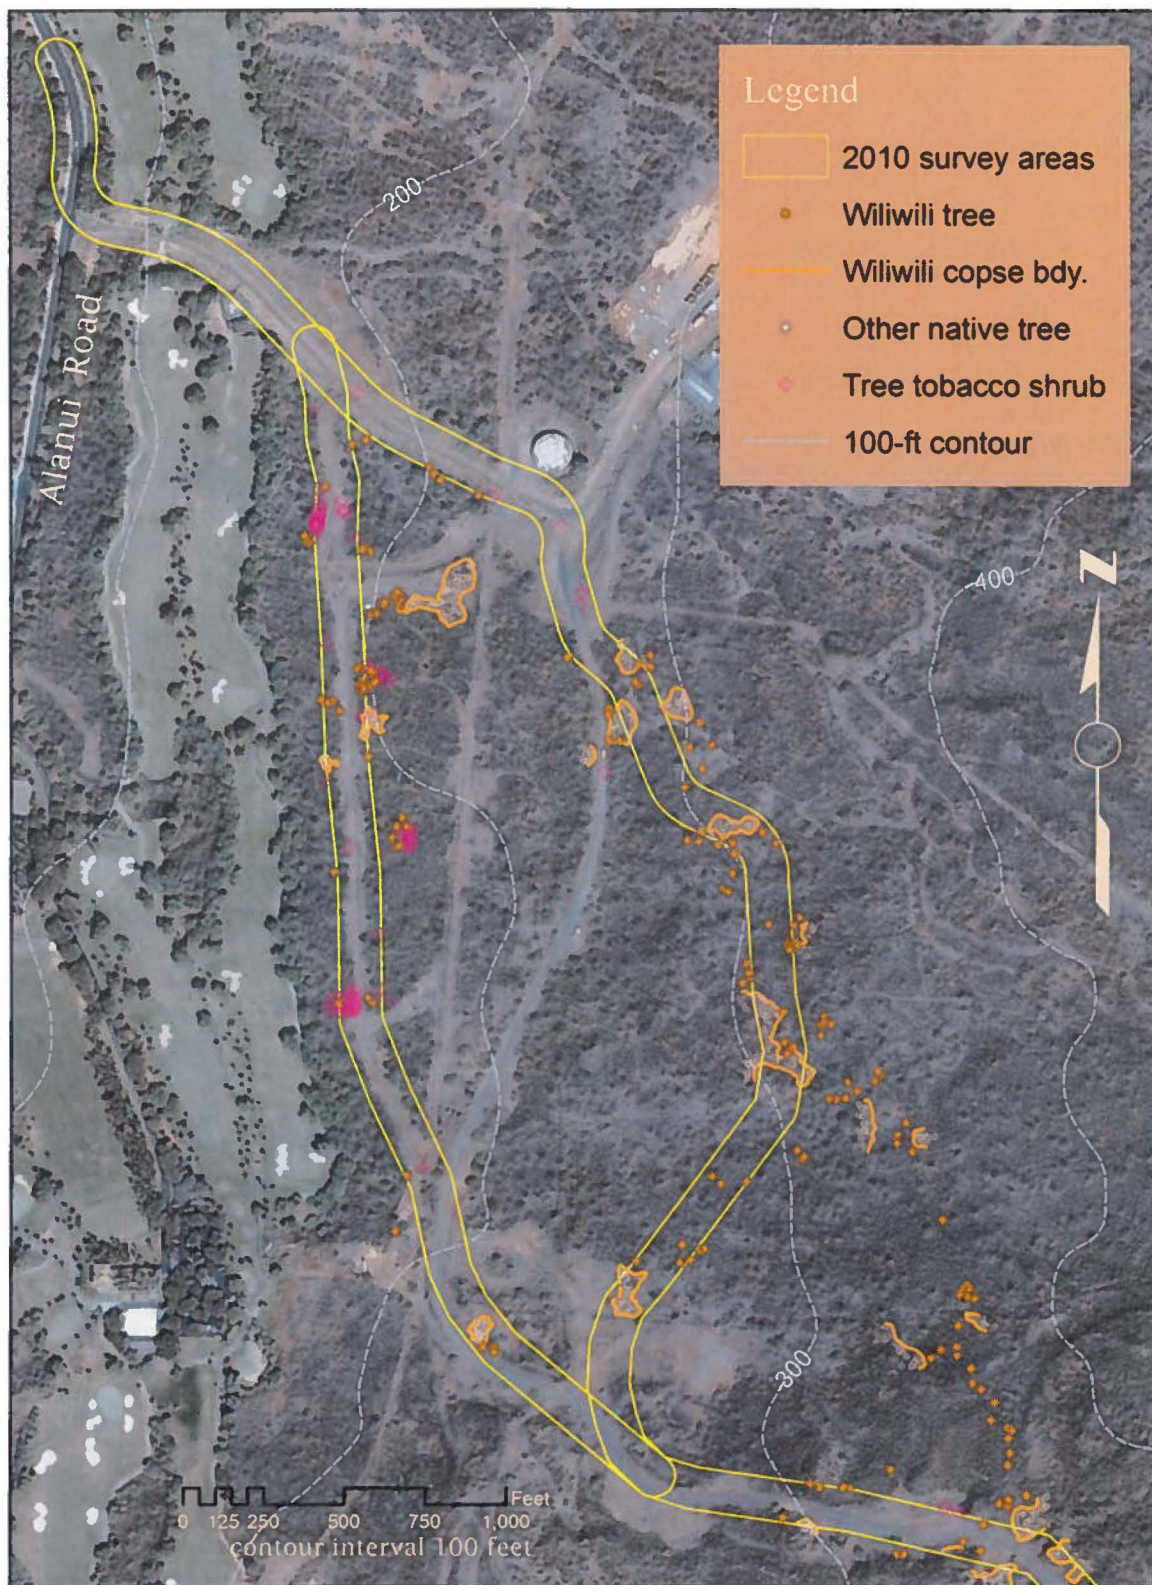 Legend
2010 survey areas
Wiliwili tree
Wiliwili copse bdy.
Other native tree
Tree tobacco shrub
100-ft contour
200
Alanui Road
400
N
300
Feet
0 125 250 500 750 1,000
contour interval 100 feet